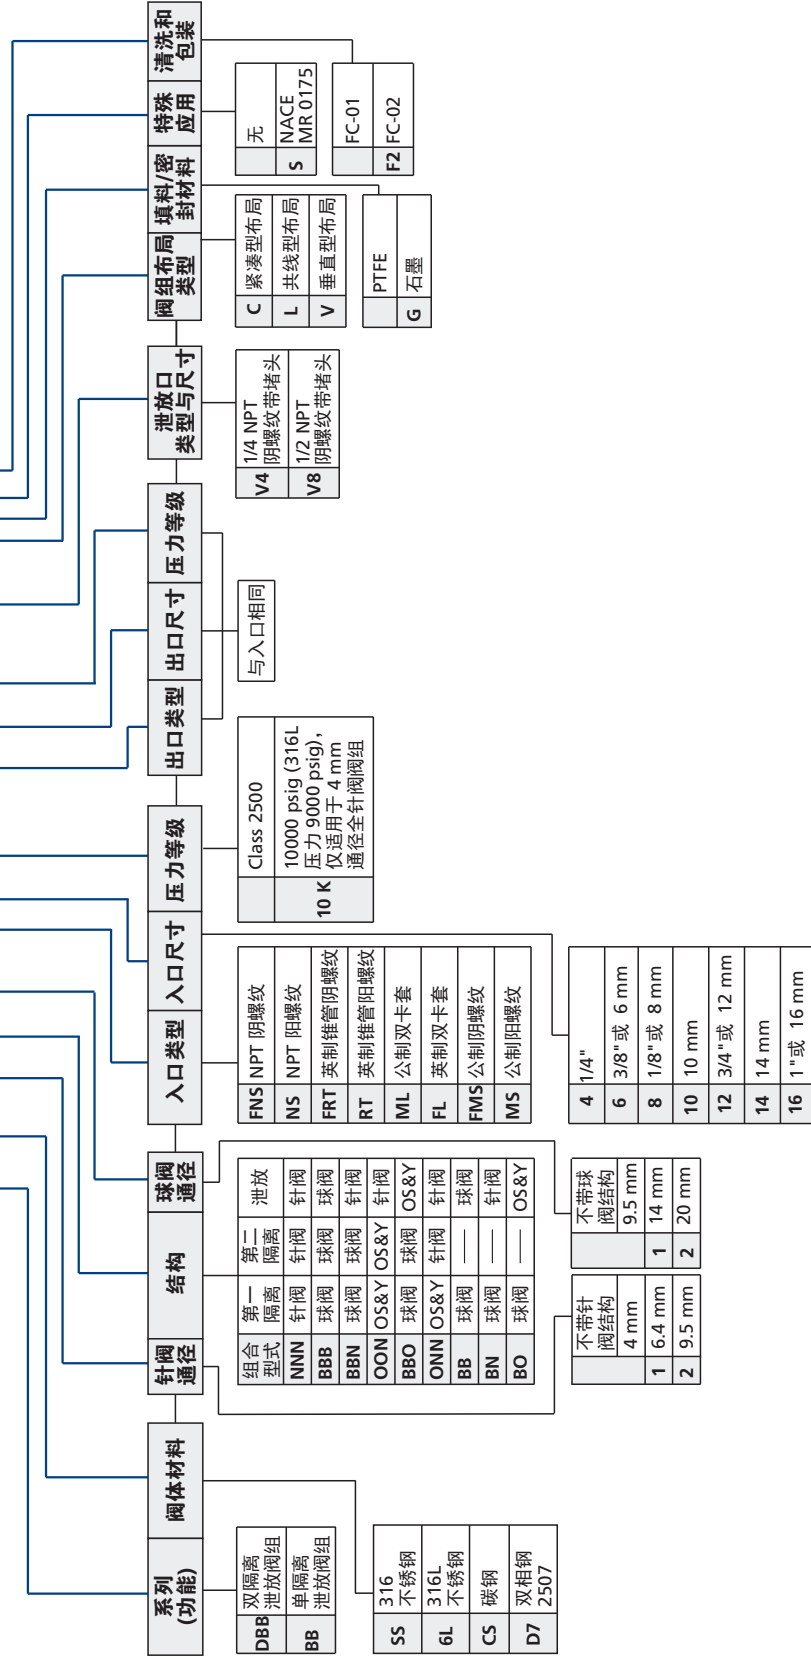 系列
(功能)
阀体材料
针阀
通径
结构
球阀
通径
入口类型
入口尺寸
压力等级
出口类型
出口尺寸
压力等级
泄放口
类型与尺寸
阀组布局
类型
填料/密
封材料
特殊
应用
清洗和
包装
DBB
双隔离
泄放阀组
BB
单隔离
泄放阀组
SS
316
不锈钢
6L
316L
不锈钢
CS
碳钢
D7
双相钢
2507
组合
型式
第一
隔离
第二
隔离
泄放
NNN 针阀 针阀 针阀
BBB 球阀 球阀 球阀
BBN 球阀 球阀 针阀
OON OS&Y OS&Y 针阀
BBO 球阀 球阀 OS&Y
ONN OS&Y 针阀 针阀
BB 球阀 —— 球阀
BN 球阀 —— 针阀
BO 球阀 —— OS&Y
不带针
阀结构
4 mm
1 6.4 mm
2 9.5 mm
不带球
阀结构
9.5 mm
1 14 mm
2 20 mm
FNS NPT 阴螺纹
NS NPT 阳螺纹
FRT 英制锥管阴螺纹
RT 英制锥管阳螺纹
ML 公制双卡套
FL 英制双卡套
FMS 公制阴螺纹
MS 公制阳螺纹
4 1/4"
6 3/8"或 6 mm
8 1/8"或 8 mm
10 10 mm
12 3/4"或 12 mm
14 14 mm
16 1"或 16 mm
Class 2500
10 K
10000 psig (316L
压力 9000 psig),
仅适用于 4 mm
通径全针阀阀组
与入口相同
V4
1/4 NPT
阴螺纹带堵头
V8
1/2 NPT
阴螺纹带堵头
C 紧凑型布局
L 共线型布局
V 垂直型布局
PTFE
G 石墨
无
S
NACE
MR 0175
FC-01
F2 FC-02